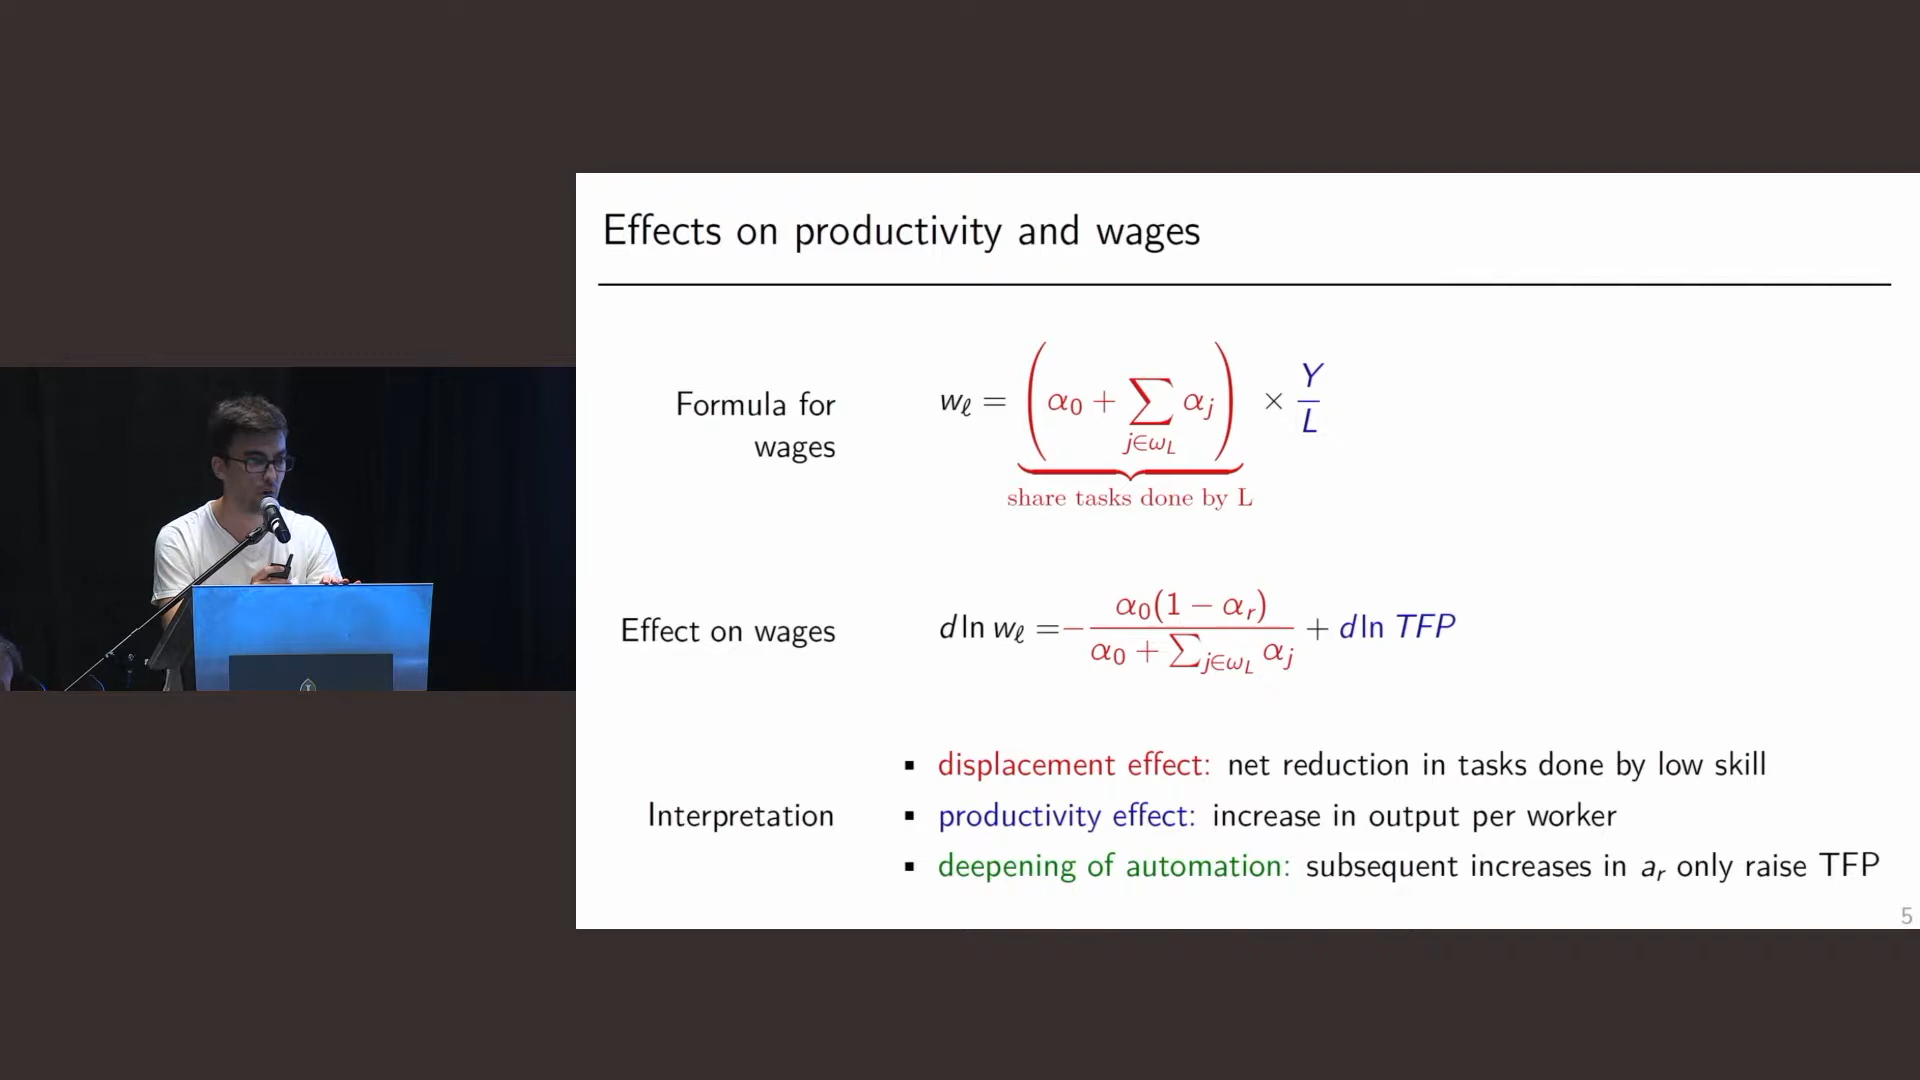 Effects on productivity and wages
Formula for
wages
w_ℓ = (α_0 + ∑_{j∈ω_L} α_j) × Y/L
share tasks done by L
Effect on wages
d ln w_ℓ = − α_0(1 − α_r) / (α_0 + ∑_{j∈ω_L} α_j) + d ln TFP
Interpretation
▪ displacement effect: net reduction in tasks done by low skill
▪ productivity effect: increase in output per worker
▪ deepening of automation: subsequent increases in a_r only raise TFP
5